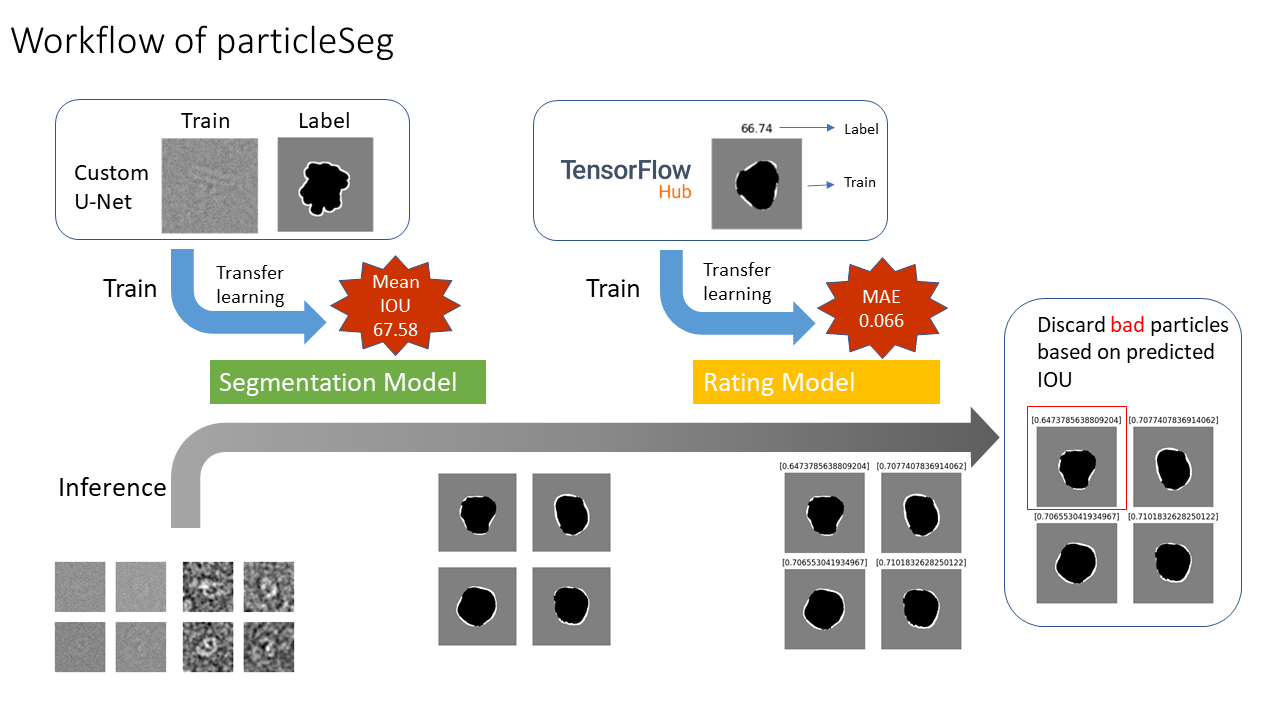 Workflow of particleSeg
Train
Label
Custom
U-Net
66.74
Label
TensorFlow
Hub
Train
Train
Transfer
learning
Mean
IOU
67.58
Train
Transfer
learning
MAE
0.066
Segmentation Model
Rating Model
Discard bad particles
based on predicted
IOU
[0.6473785638809204]
[0.7077407836914062]
[0.706553041934967]
[0.7101832628250122]
Inference
[0.6473785638809204]
[0.7077407836914062]
[0.706553041934967]
[0.7101832628250122]